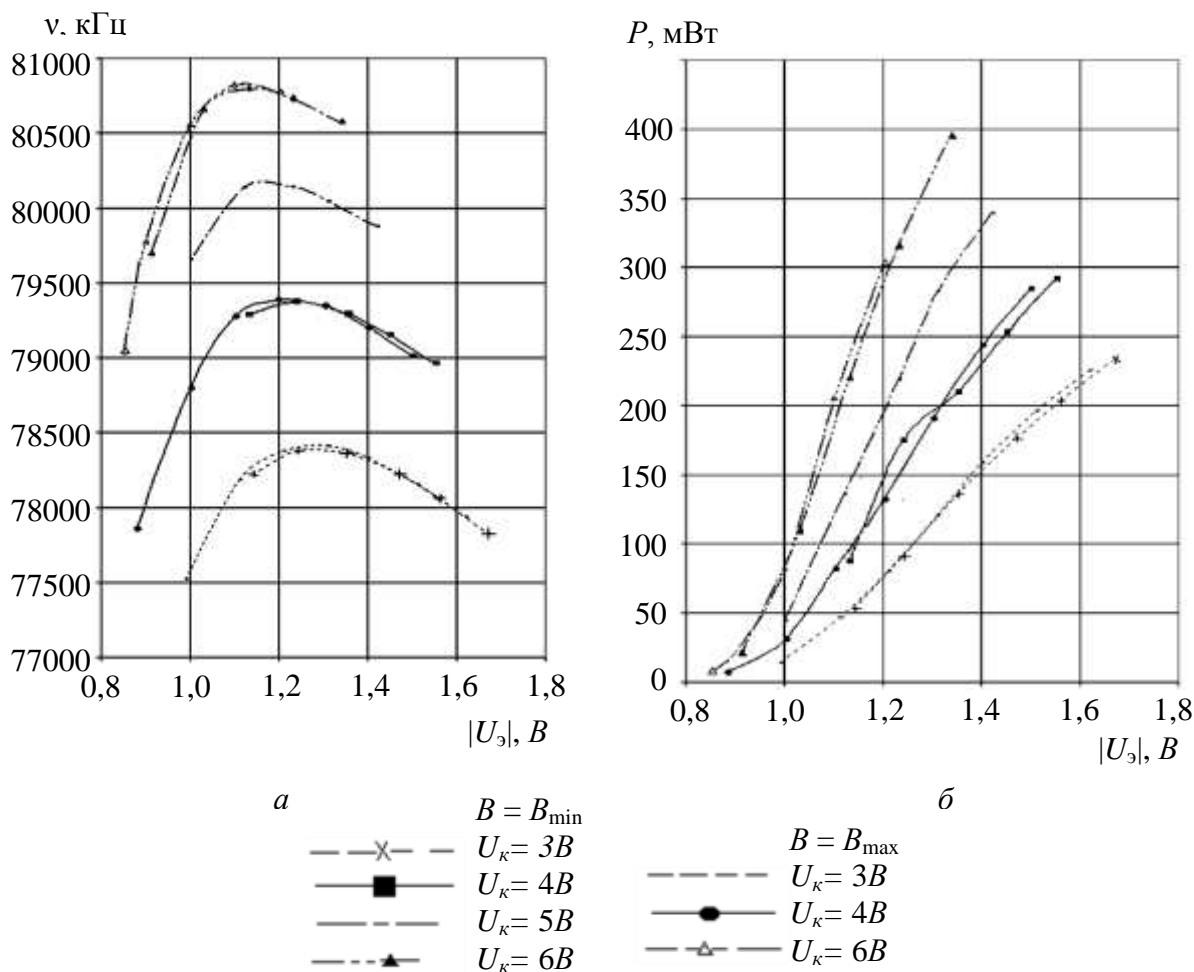 ν, кГц
81000
80500
80000
79500
79000
78500
78000
77500
77000
0,8 1,0 1,2 1,4 1,6 1,8
|Uэ|, В
а
P, мВт
400
350
300
250
200
150
100
50
0
0,8 1,0 1,2 1,4 1,6 1,8
|Uэ|, В
б
B = Bmin
Uк= 3В
Uк= 4В
Uк= 5В
Uк= 6В
B = Bmax
Uк= 3В
Uк= 4В
Uк= 6В